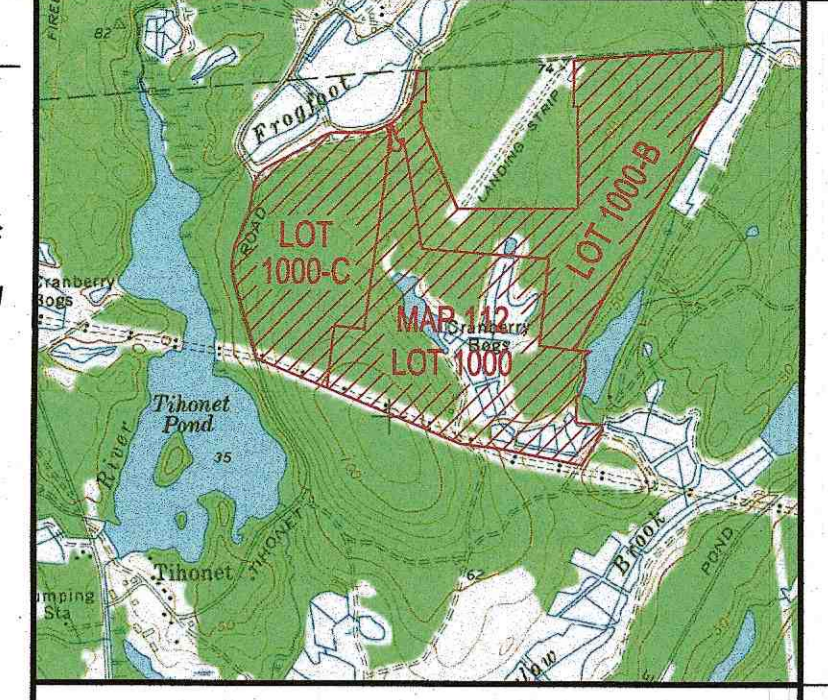 82
74
Frogfoot
LANDING STRIP
LOT 1000-B
ROAD
LOT
1000-C
Cranberry
Bogs
MAP 112
Cranberry
Bogs
LOT 1000
Tihonet
Pond
35
River
TIHONET
Tihonet
62
Brook
POND
Sta
50